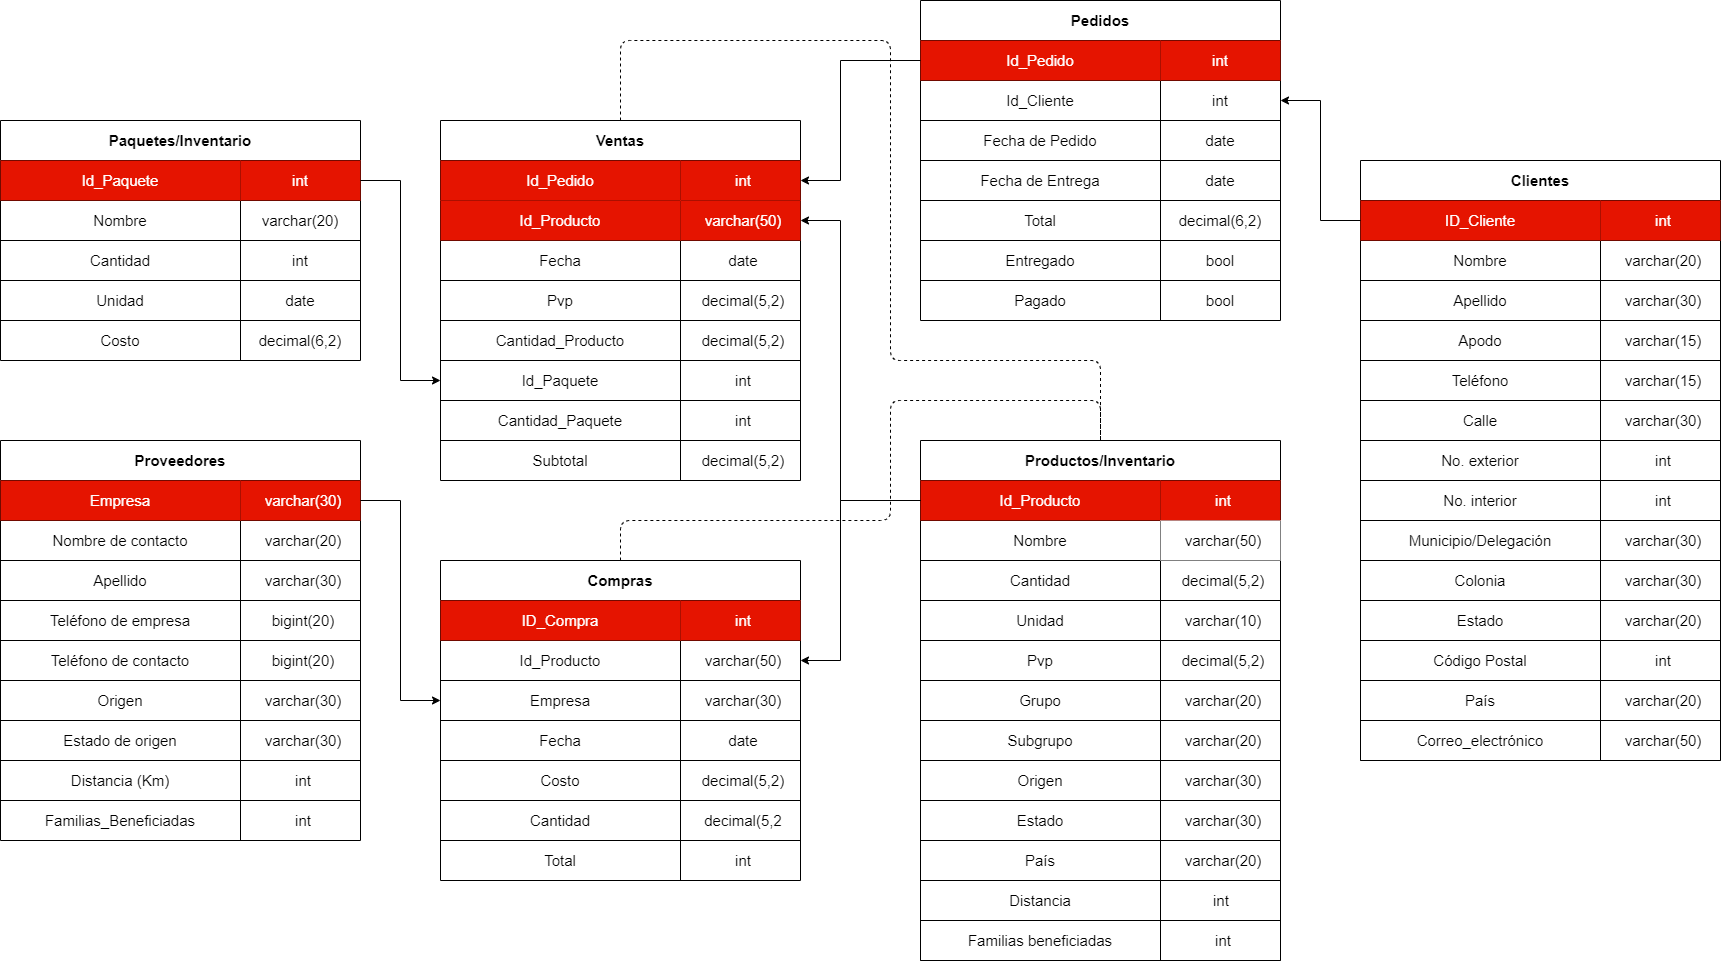 Pedidos
Id_Pedido int
Id_Cliente int
Fecha de Pedido date
Fecha de Entrega date
Total decimal(6,2)
Entregado bool
Pagado bool
Paquetes/Inventario
Id_Paquete int
Nombre varchar(20)
Cantidad int
Unidad date
Costo decimal(6,2)
Ventas
Id_Pedido int
Id_Producto varchar(50)
Fecha date
Pvp decimal(5,2)
Cantidad_Producto decimal(5,2)
Id_Paquete int
Cantidad_Paquete int
Subtotal decimal(5,2)
Clientes
ID_Cliente int
Nombre varchar(20)
Apellido varchar(30)
Apodo varchar(15)
Teléfono varchar(15)
Calle varchar(30)
No. exterior int
No. interior int
Municipio/Delegación varchar(30)
Colonia varchar(30)
Estado varchar(20)
Código Postal int
País varchar(20)
Correo_electrónico varchar(50)
Proveedores
Empresa varchar(30)
Nombre de contacto varchar(20)
Apellido varchar(30)
Teléfono de empresa bigint(20)
Teléfono de contacto bigint(20)
Origen varchar(30)
Estado de origen varchar(30)
Distancia (Km) int
Familias_Beneficiadas int
Compras
ID_Compra int
Id_Producto varchar(50)
Empresa varchar(30)
Fecha date
Costo decimal(5,2)
Cantidad decimal(5,2
Total int
Productos/Inventario
Id_Producto int
Nombre varchar(50)
Cantidad decimal(5,2)
Unidad varchar(10)
Pvp decimal(5,2)
Grupo varchar(20)
Subgrupo varchar(20)
Origen varchar(30)
Estado varchar(30)
País varchar(20)
Distancia int
Familias beneficiadas int